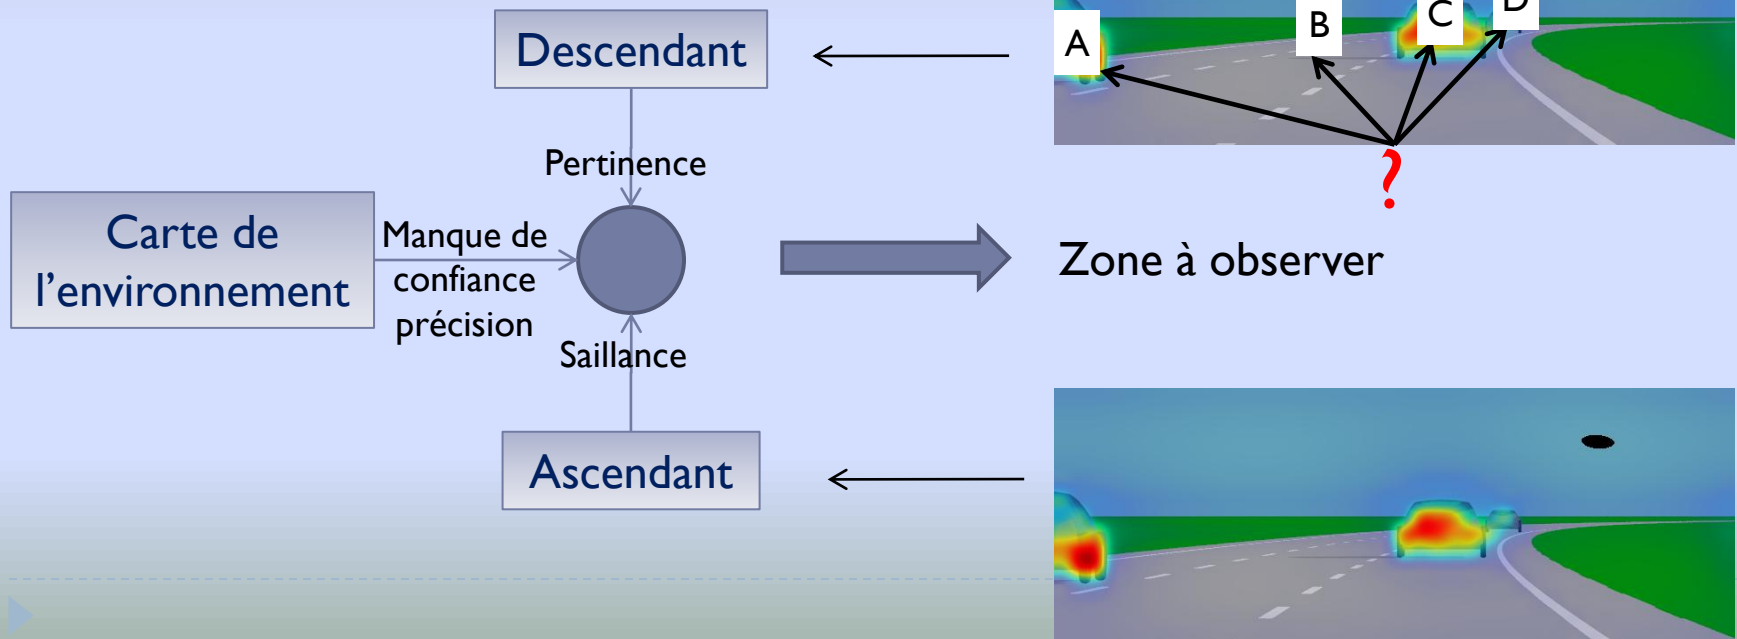 Descendant
A
B
C
D
Pertinence
?
Carte de
l'environnement
Manque de
confiance
précision
Zone à observer
Saillance
Ascendant